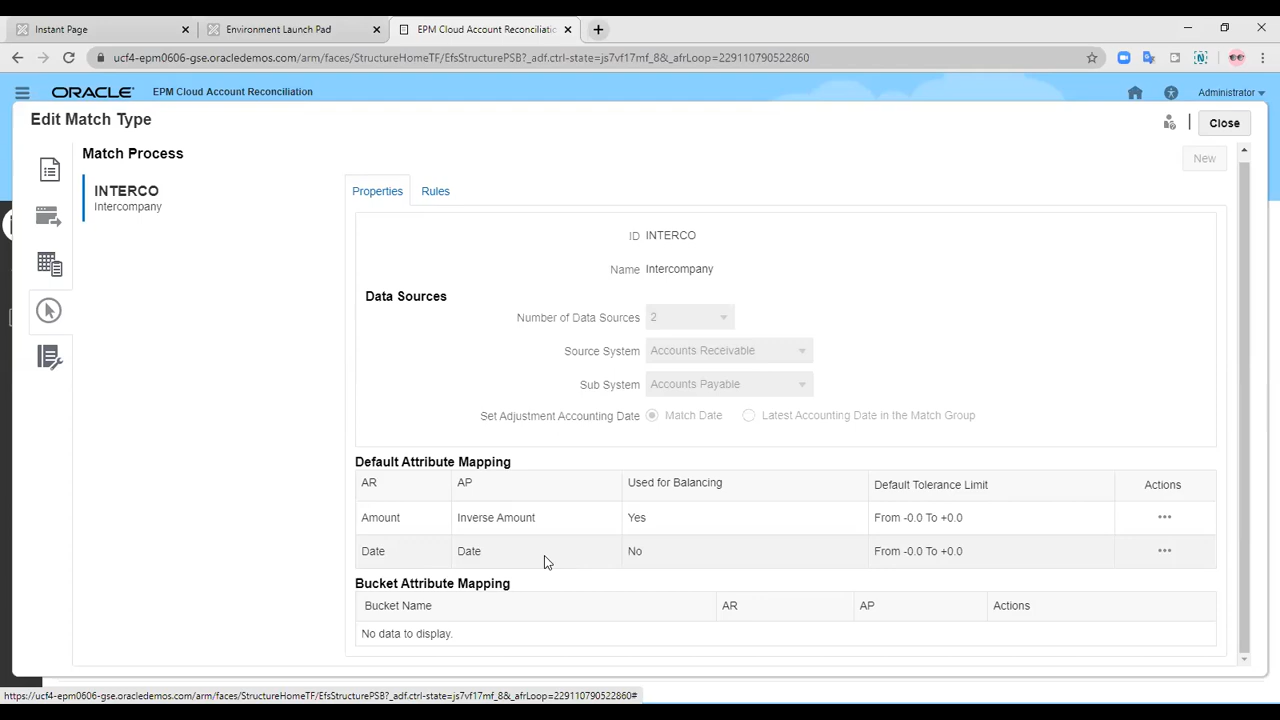 Instant Page
Environment Launch Pad
EPM Cloud Account Reconciliatio
ucf4-epm0606-gse.oracledemos.com/arm/faces/StructureHomeTF/EfsStructurePSB?_adf.ctrl-state=js7vf17mf_8&_afrLoop=229110790522860
ORACLE EPM Cloud Account Reconciliation
Administrator
Edit Match Type
Close
Match Process
New
INTERCO
Intercompany
Properties Rules
ID INTERCO
Name Intercompany
Data Sources
Number of Data Sources 2
Source System Accounts Receivable
Sub System Accounts Payable
Set Adjustment Accounting Date Match Date Latest Accounting Date in the Match Group
Default Attribute Mapping
AR AP Used for Balancing Default Tolerance Limit Actions
Amount Inverse Amount Yes From -0.0 To +0.0
Date Date No From -0.0 To +0.0
Bucket Attribute Mapping
Bucket Name AR AP Actions
No data to display.
https://ucf4-epm0606-gse.oracledemos.com/arm/faces/StructureHomeTF/EfsStructurePSB?_adf.ctrl-state=js7vf17mf_8&_afrLoop=229110790522860#